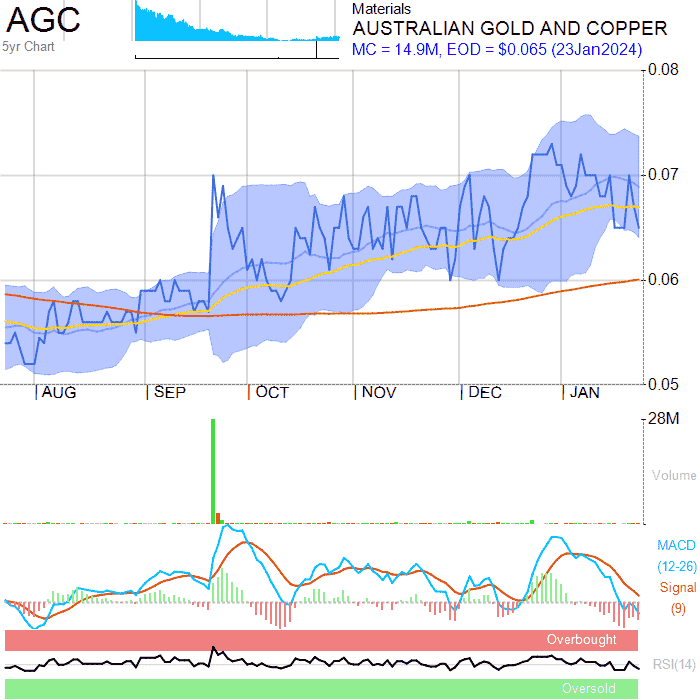 AGC
5yr Chart
Materials
AUSTRALIAN GOLD AND COPPER
MC = 14.9M, EOD = $0.065 (23Jan2024)
0.08
0.07
0.06
0.05
AUG SEP OCT NOV DEC JAN
28M
Volume
MACD
(12-26)
Signal
(9)
Overbought
RSI(14)
Oversold